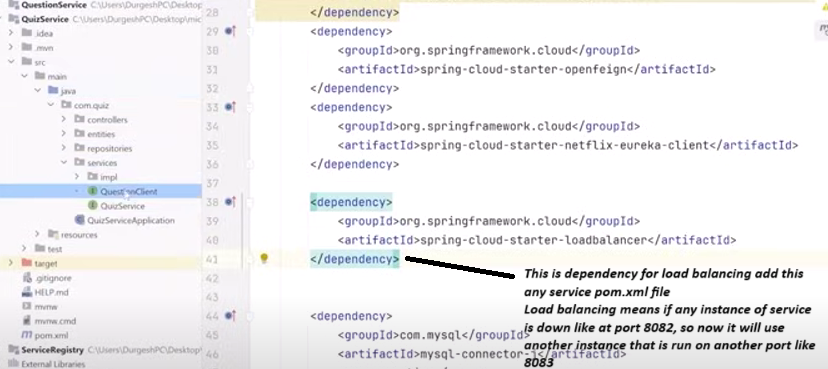 QuestionService C:\Users\DurgeshPC\Desktop
QuizService C:\Users\DurgeshPC\Desktop\mic
.idea
.mvn
src
main
java
com.quiz
controllers
entities
repositories
services
impl
QuestionClient
QuizService
QuizServiceApplication
resources
test
target
.gitignore
HELP.md
mvnw
mvnw.cmd
pom.xml
ServiceRegistry C:\Users\DurgeshPC\Desktop\
External Libraries
28 </dependency>
29 <dependency>
30 <groupId>org.springframework.cloud</groupId>
31 <artifactId>spring-cloud-starter-openfeign</artifactId>
32 </dependency>
33 <dependency>
34 <groupId>org.springframework.cloud</groupId>
35 <artifactId>spring-cloud-starter-netflix-eureka-client</artifactId>
36 </dependency>
37
38 <dependency>
39 <groupId>org.springframework.cloud</groupId>
40 <artifactId>spring-cloud-starter-loadbalancer</artifactId>
41 </dependency>
42
43
44 <dependency>
45 <groupId>com.mysql</groupId>
46 <artifactId>mysql-connector-j</artifactId>
This is dependency for load balancing add this
any service pom.xml file
Load balancing means if any instance of service
is down like at port 8082, so now it will use
another instance that is run on another port like
8083